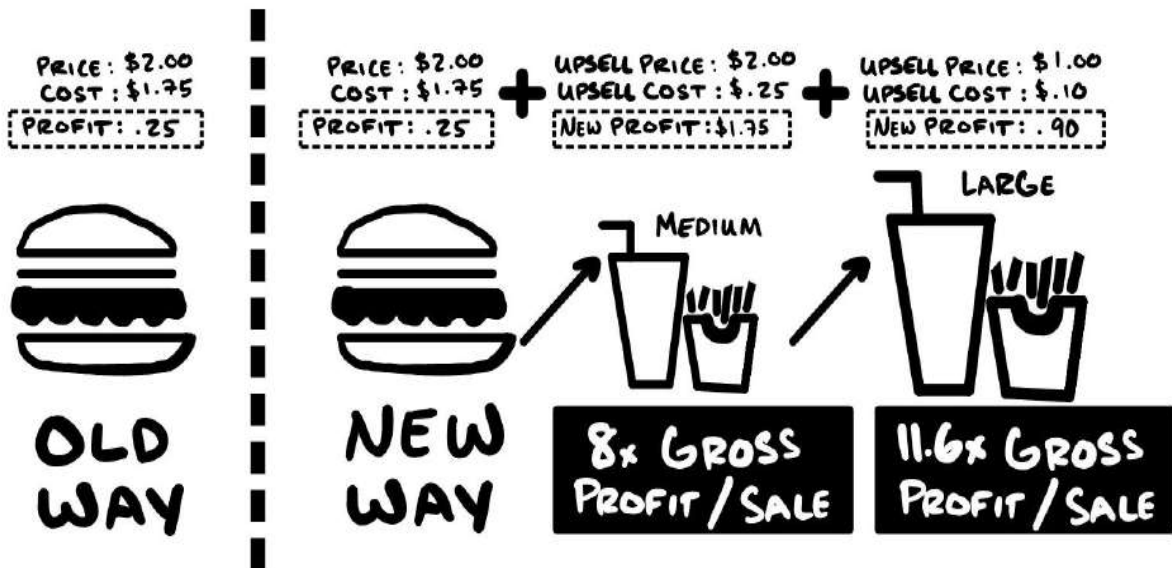 PRICE: $2.00
COST: $1.75
PROFIT: .25
OLD
WAY
PRICE: $2.00
COST: $1.75
PROFIT: .25
+
UPSELL PRICE: $2.00
UPSELL COST: $.25
NEW PROFIT: $1.75
+
UPSELL PRICE: $1.00
UPSELL COST: $.10
NEW PROFIT: .90
MEDIUM
LARGE
NEW
WAY
8x GROSS
PROFIT / SALE
11.6x GROSS
PROFIT / SALE